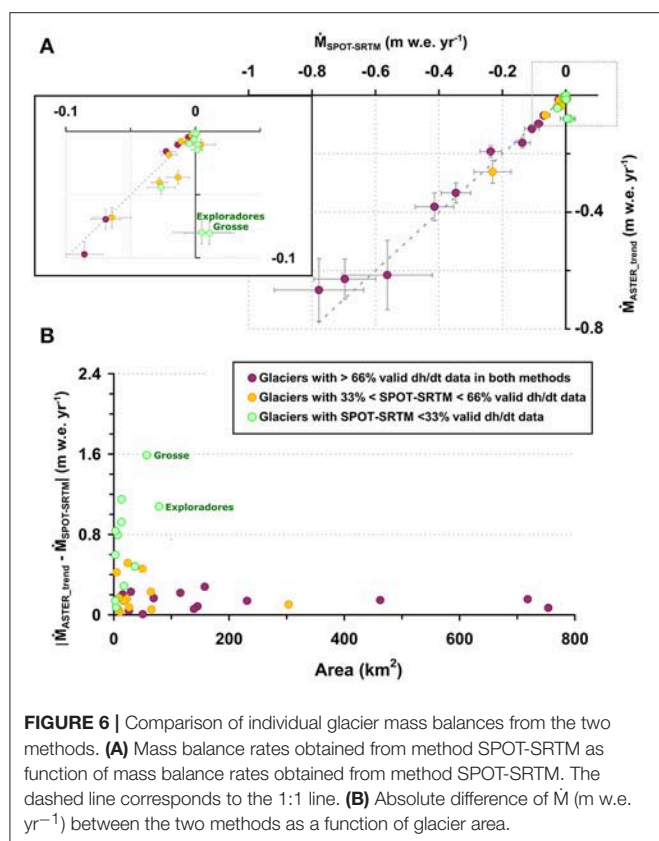 A
Ṁ_SPOT-SRTM (m w.e. yr⁻¹)
-1 -0.8 -0.6 -0.4 -0.2 0
-0.1 0
Exploradores
Grosse
-0.1
-0.4
-0.8
Ṁ_ASTER_trend (m w.e. yr⁻¹)
B
Glaciers with > 66% valid dh/dt data in both methods
Glaciers with 33% < SPOT-SRTM < 66% valid dh/dt data
Glaciers with SPOT-SRTM <33% valid dh/dt data
2.4
1.6
0.8
0
Grosse
Exploradores
|Ṁ_ASTER_trend - Ṁ_SPOT-SRTM| (m w.e. yr⁻¹)
0 200 400 600 800
Area (km²)
FIGURE 6 | Comparison of individual glacier mass balances from the two
methods. (A) Mass balance rates obtained from method SPOT-SRTM as
function of mass balance rates obtained from method SPOT-SRTM. The
dashed line corresponds to the 1:1 line. (B) Absolute difference of Ṁ (m w.e.
yr⁻¹) between the two methods as a function of glacier area.